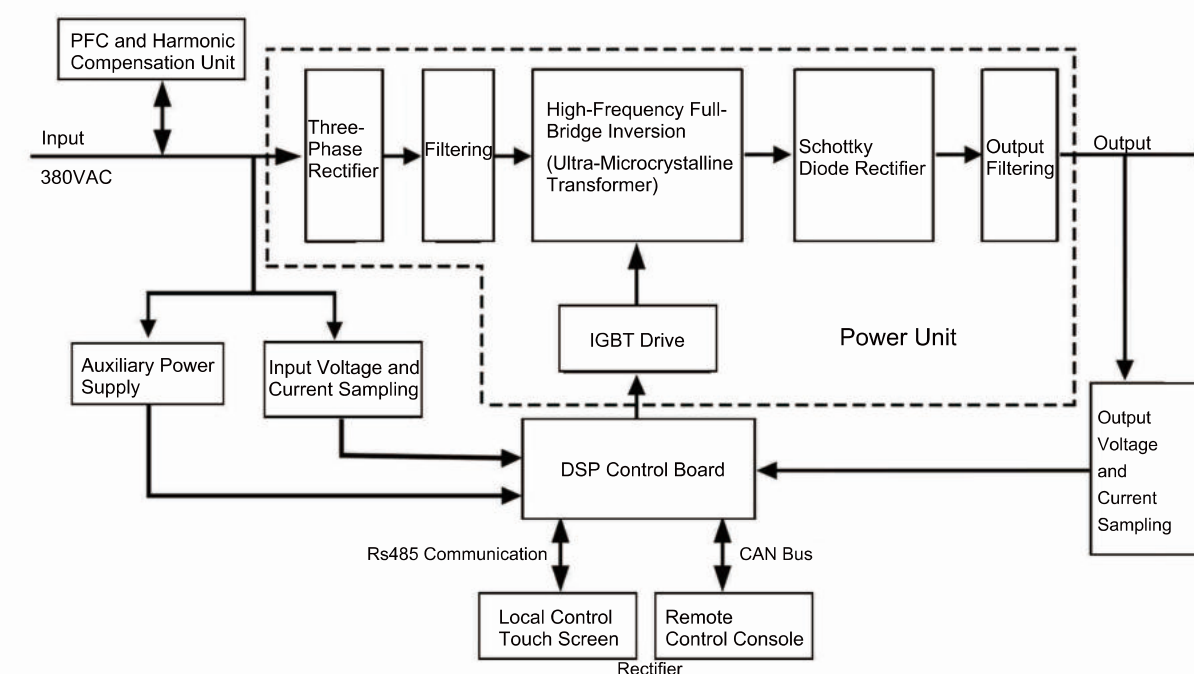 PFC and Harmonic
Compensation Unit
Input
380VAC
Three-
Phase
Rectifier
Filtering
High-Frequency Full-
Bridge Inversion
(Ultra-Microcrystalline
Transformer)
Schottky
Diode Rectifier
Output
Filtering
Output
IGBT Drive
Power Unit
Auxiliary Power
Supply
Input Voltage and
Current Sampling
DSP Control Board
Output
Voltage
and
Current
Sampling
Rs485 Communication
CAN Bus
Local Control
Touch Screen
Remote
Control Console
Rectifier